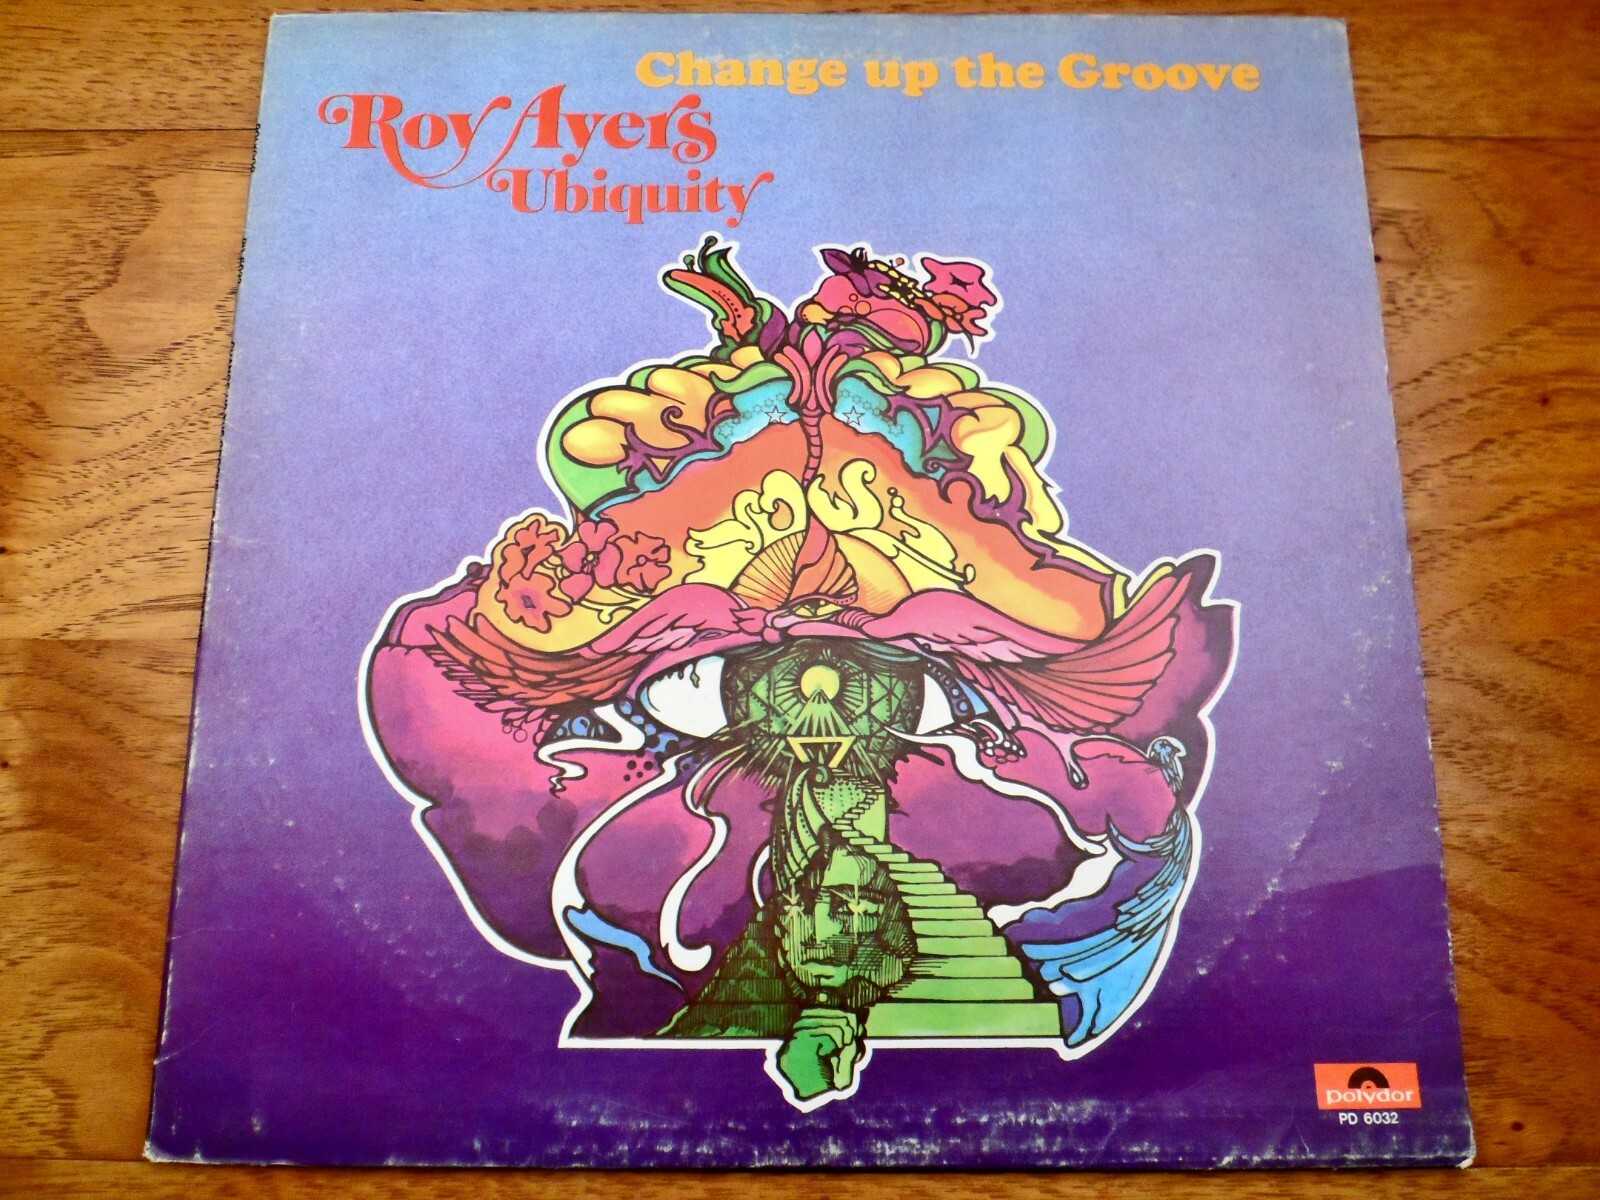 Change up the Groove
Roy Ayers
Ubiquity
polydor
PD 6032